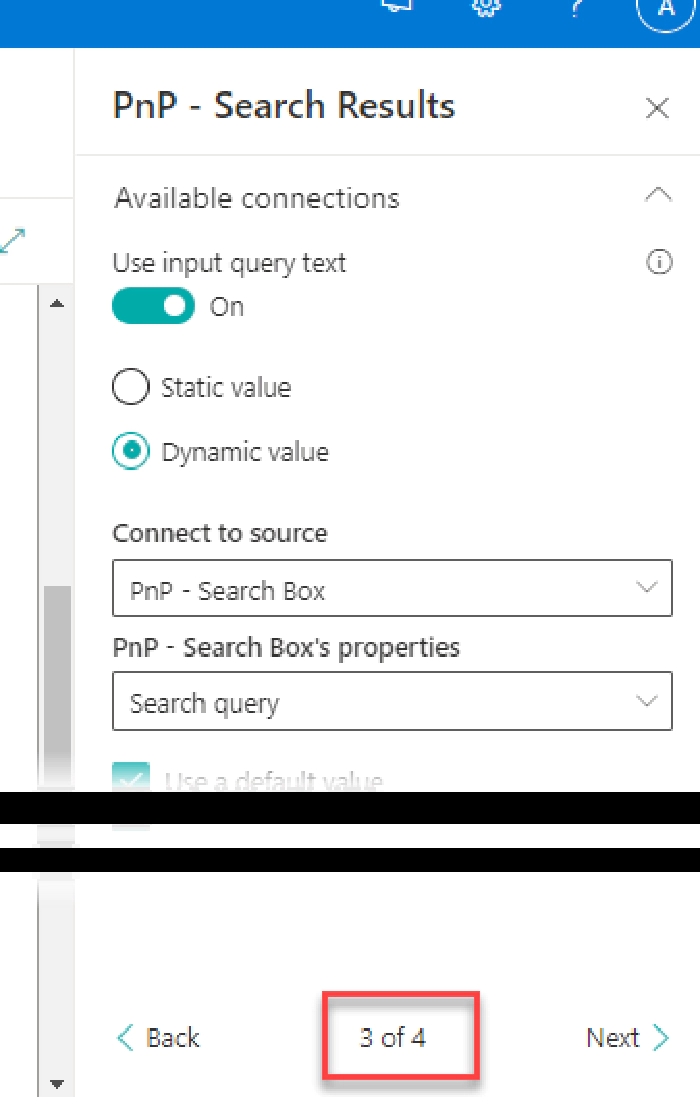 A
PnP - Search Results
Available connections
Use input query text
On
Static value
Dynamic value
Connect to source
PnP - Search Box
PnP - Search Box's properties
Search query
Use a default value
Back 3 of 4 Next